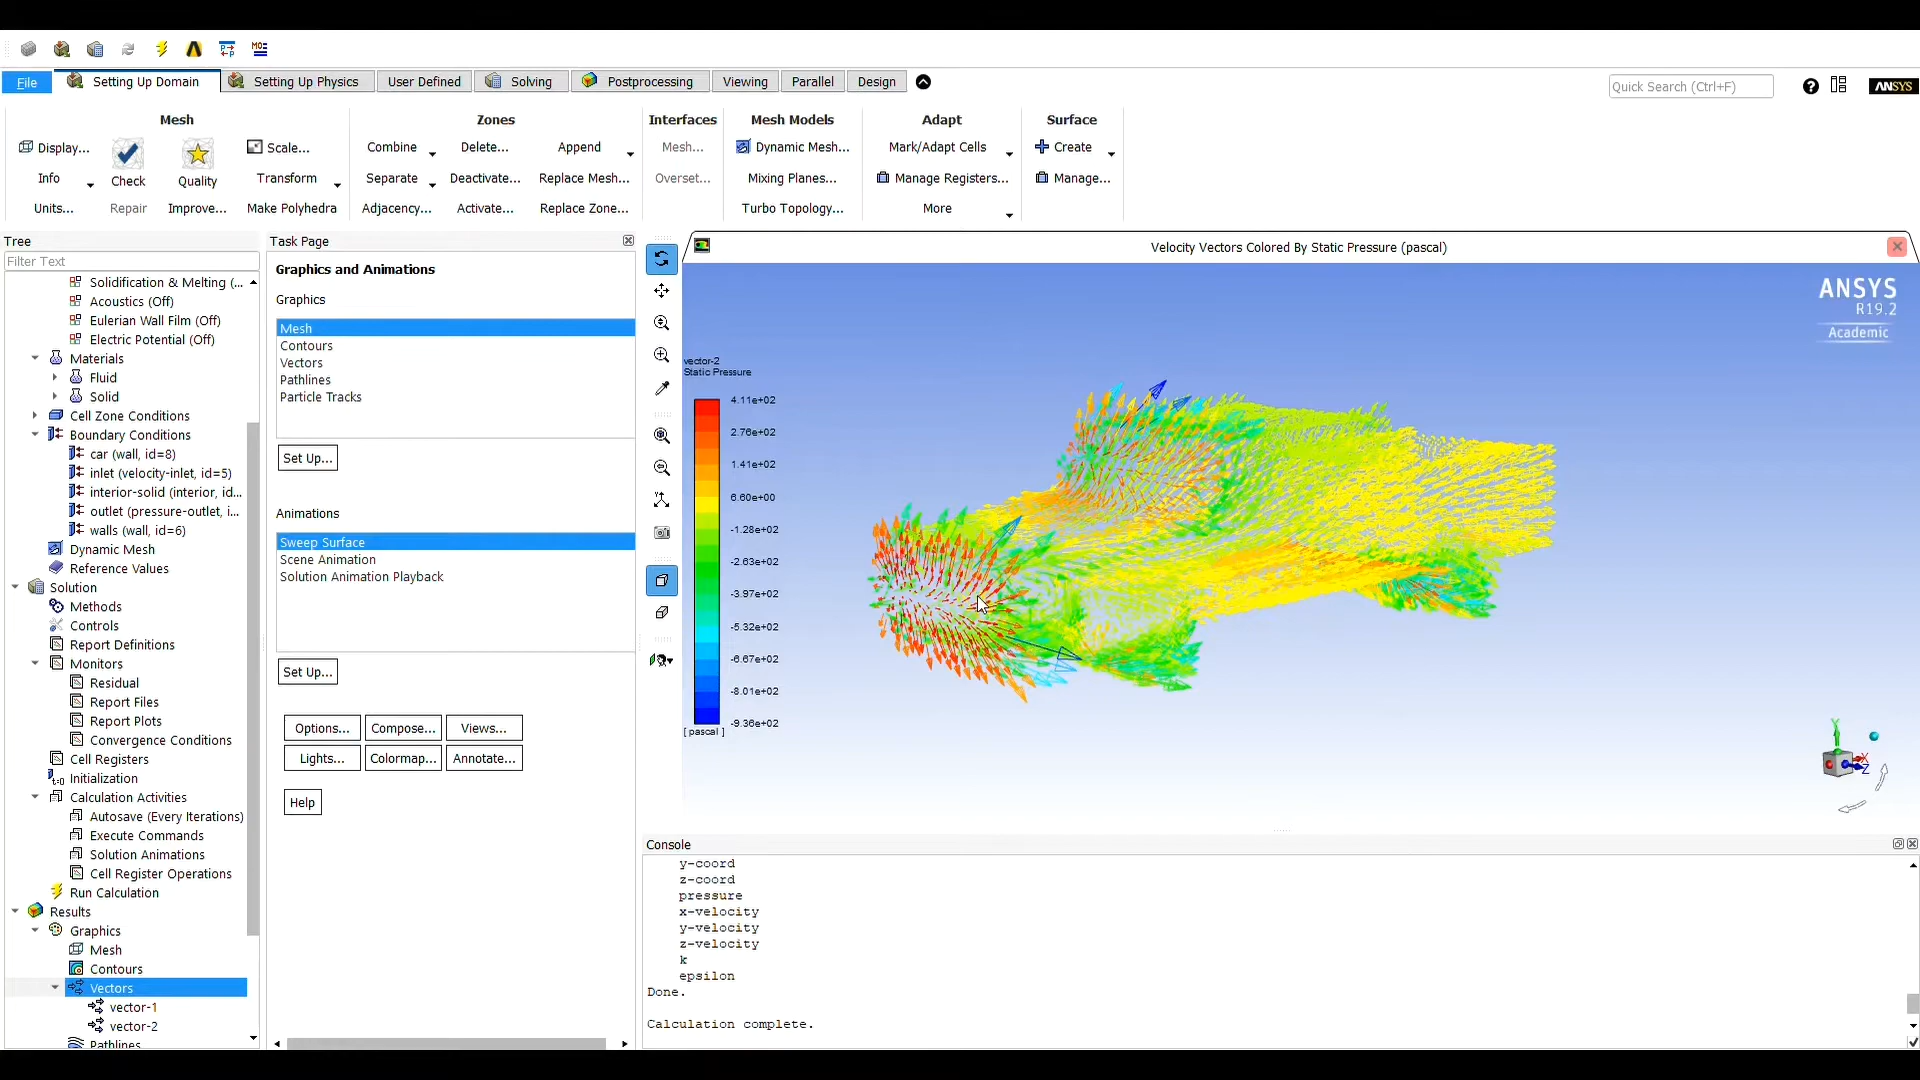 File
Setting Up Domain
Setting Up Physics
User Defined
Solving
Postprocessing
Viewing
Parallel
Design
Quick Search (Ctrl+F)
ANSYS
Mesh
Display...
Info
Units...
Check
Repair
Quality
Improve...
Scale...
Transform
Make Polyhedra
Zones
Combine
Separate
Adjacency...
Delete...
Deactivate...
Activate...
Append
Replace Mesh...
Replace Zone...
Interfaces
Mesh...
Overset...
Mesh Models
Dynamic Mesh...
Mixing Planes...
Turbo Topology...
Adapt
Mark/Adapt Cells
Manage Registers...
More
Surface
Create
Manage...
Tree
Filter Text
Solidification & Melting (...
Acoustics (Off)
Eulerian Wall Film (Off)
Electric Potential (Off)
Materials
Fluid
Solid
Cell Zone Conditions
Boundary Conditions
car (wall, id=8)
inlet (velocity-inlet, id=5)
interior-solid (interior, id...
outlet (pressure-outlet, i...
walls (wall, id=6)
Dynamic Mesh
Reference Values
Solution
Methods
Controls
Report Definitions
Monitors
Residual
Report Files
Report Plots
Convergence Conditions
Cell Registers
Initialization
Calculation Activities
Autosave (Every Iterations)
Execute Commands
Solution Animations
Cell Register Operations
Run Calculation
Results
Graphics
Mesh
Contours
Vectors
vector-1
vector-2
Pathlines
Task Page
Graphics and Animations
Graphics
Mesh
Contours
Vectors
Pathlines
Particle Tracks
Set Up...
Animations
Sweep Surface
Scene Animation
Solution Animation Playback
Set Up...
Options...
Compose...
Views...
Lights...
Colormap...
Annotate...
Help
Velocity Vectors Colored By Static Pressure (pascal)
ANSYS
R19.2
Academic
vector-2
Static Pressure
4.11e+02
2.76e+02
1.41e+02
6.60e+00
-1.28e+02
-2.63e+02
-3.97e+02
-5.32e+02
-6.67e+02
-8.01e+02
-9.36e+02
[ pascal ]
Y
X
Z
Console
y-coord
z-coord
pressure
x-velocity
y-velocity
z-velocity
k
epsilon
Done.
Calculation complete.